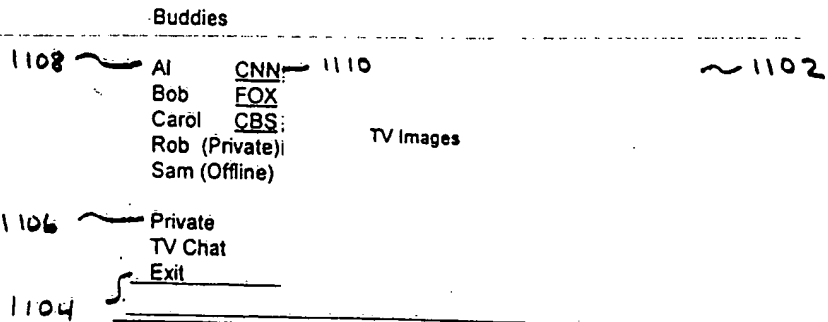 Buddies
1108 Al CNN 1110 1102
Bob FOX
Carol CBS
Rob (Private) TV Images
Sam (Offline)
1106 Private
TV Chat
Exit
1104